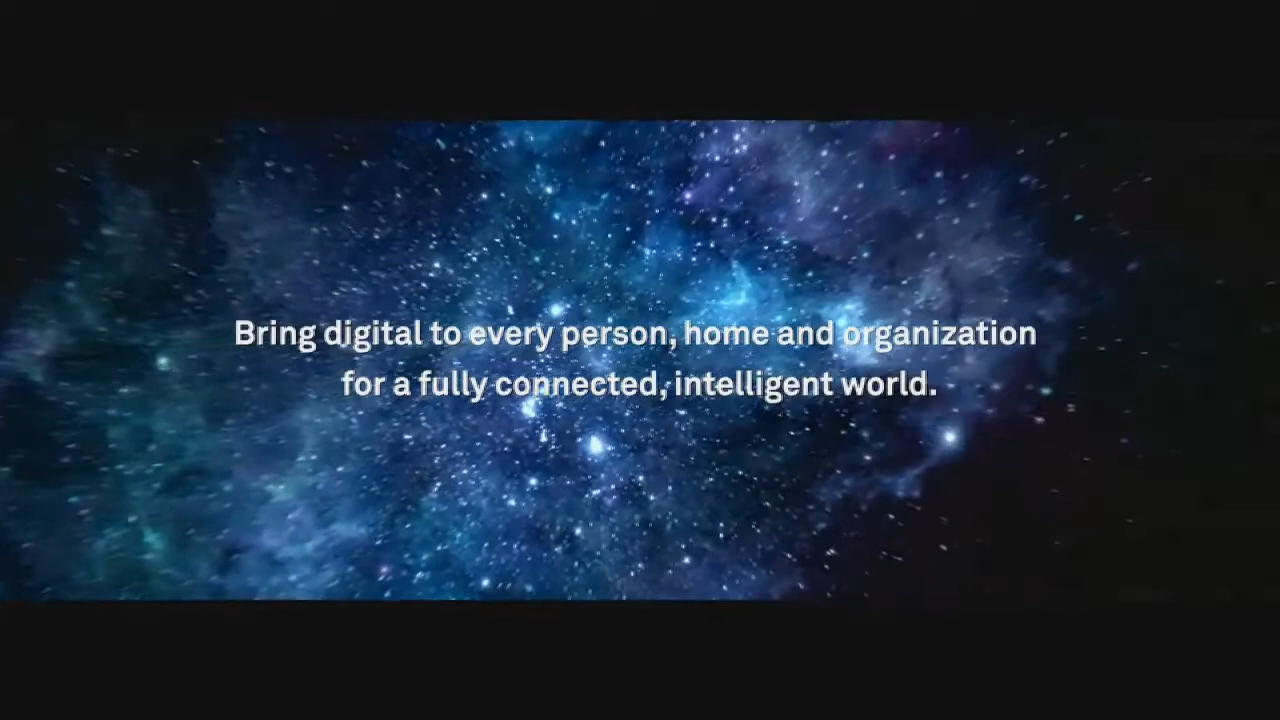 Bring digital to every person, home and organization
for a fully connected, intelligent world.